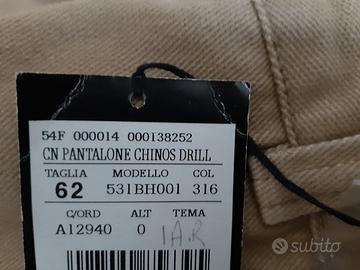 54F 000014 000138252
CN PANTALONE CHINOS DRILL
TAGLIA MODELLO COL
62 531BH001 316
C/ORD ALT TEMA
A12940 0 1A.R
subito